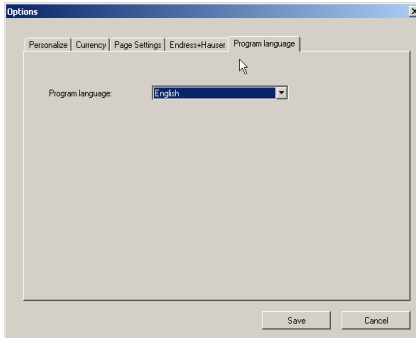 Options
Personalize Currency Page Settings Endress+Hauser Program language
Program language: English
Save Cancel